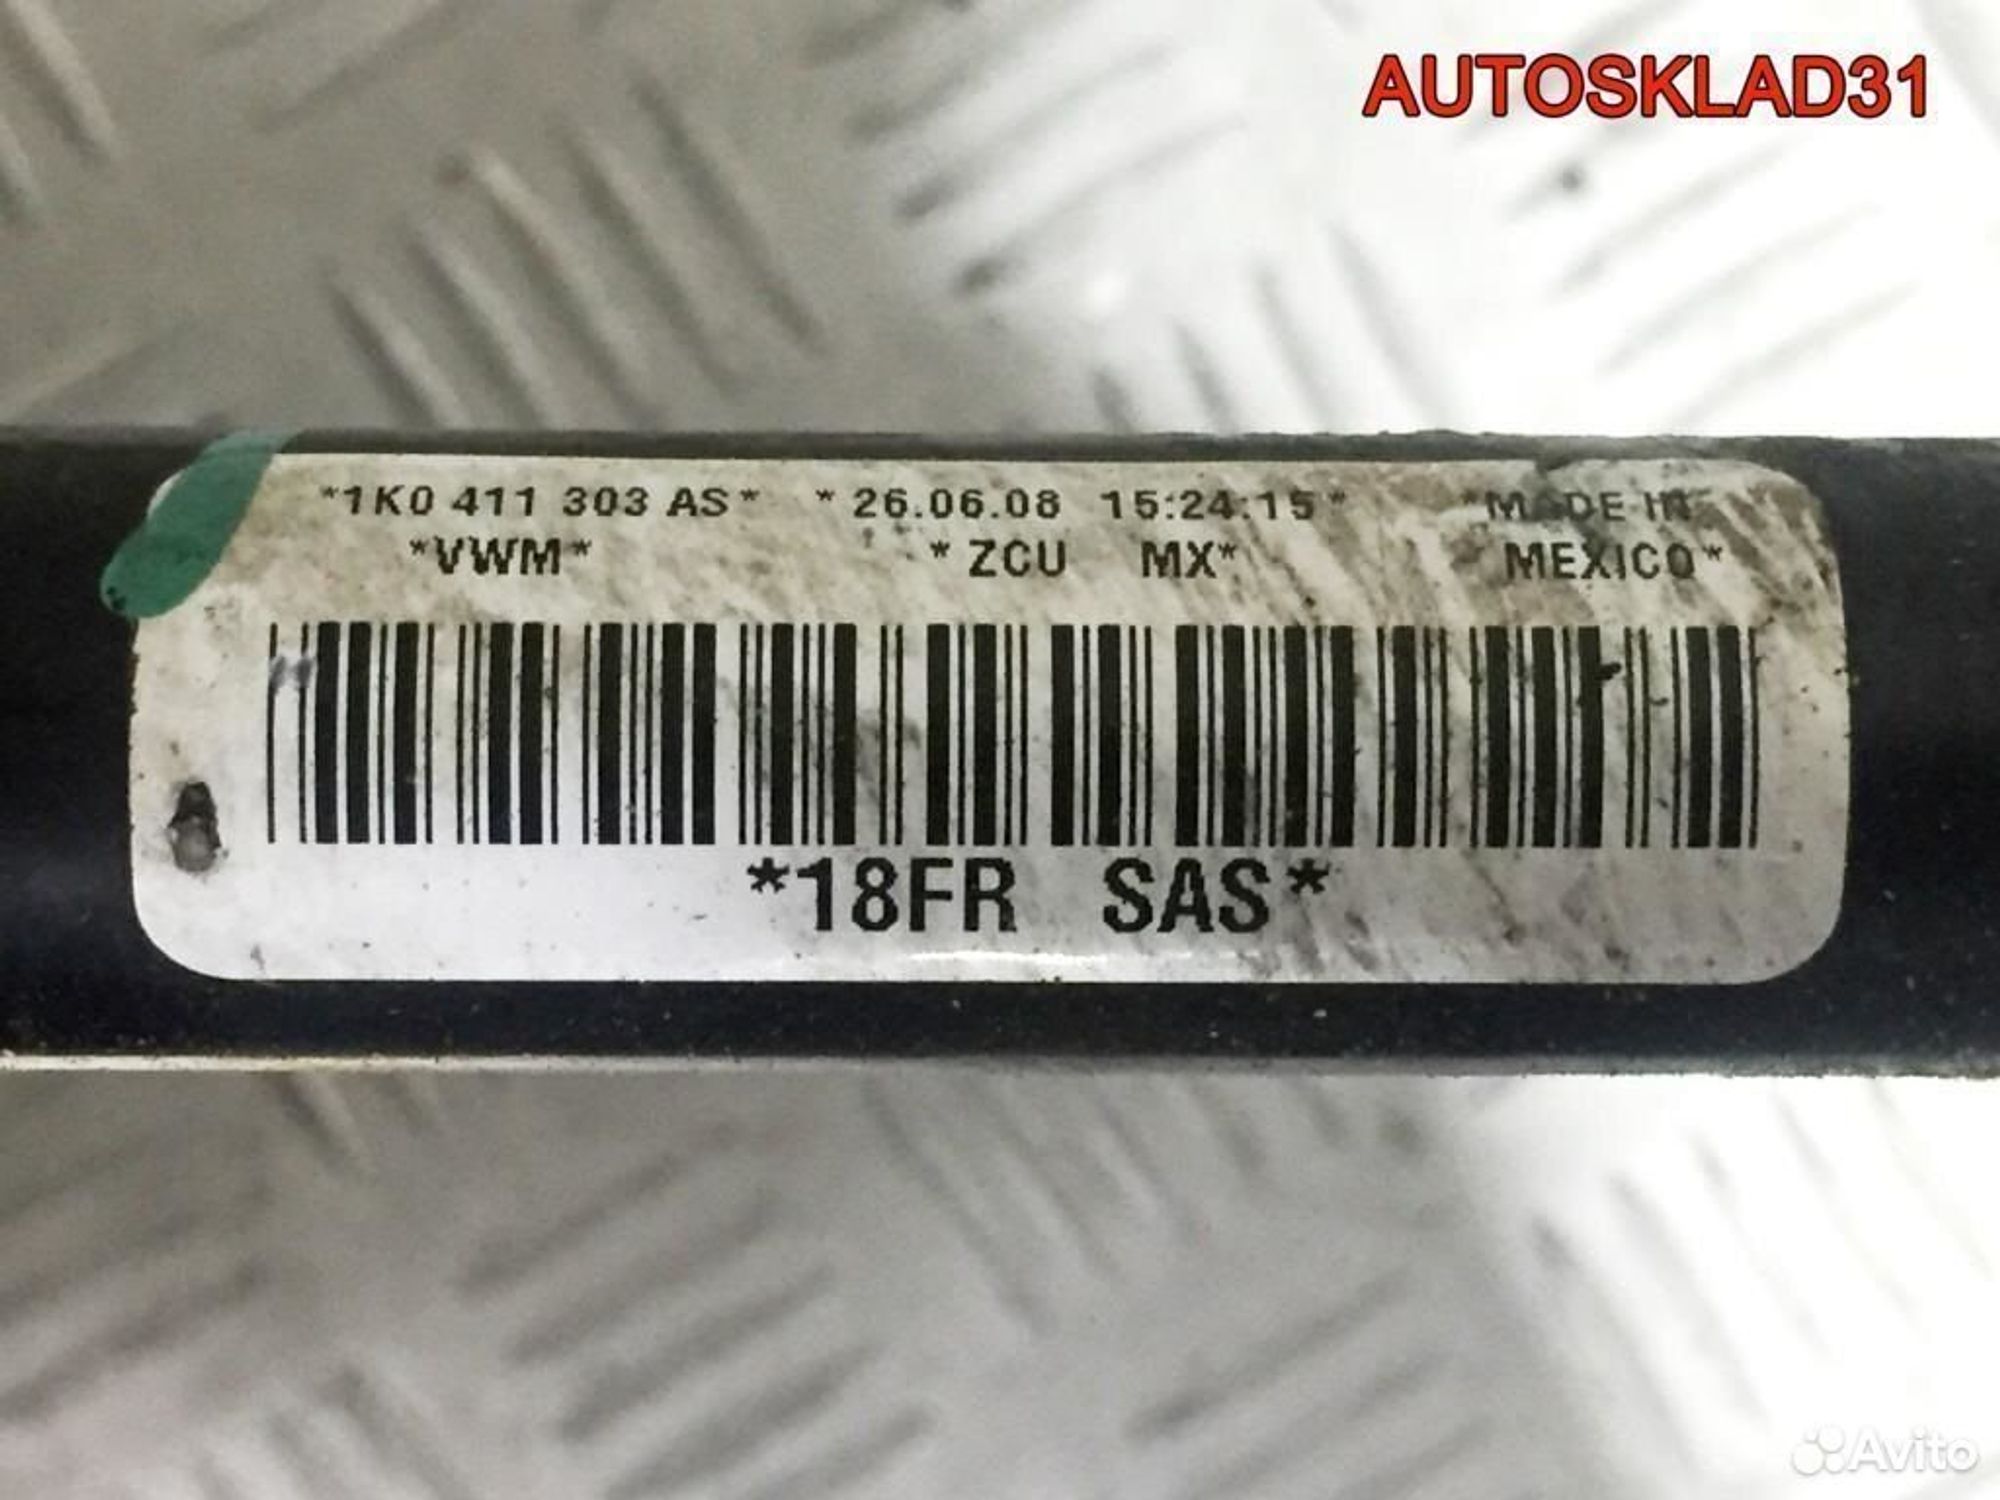 AUTOSKLAD31
*1K0 411 303 AS* *26.06.08 15:24:15* *MADE IN
*VWM* * ZCU MX* MEXICO*
*18FR SAS*
Avito